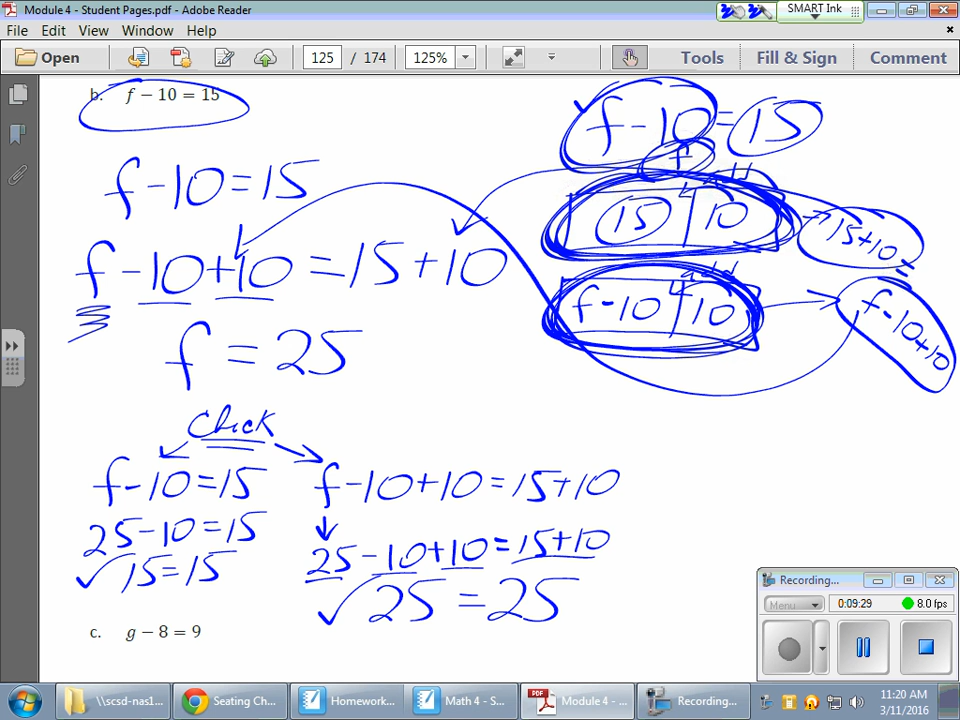 Module 4 - Student Pages.pdf - Adobe Reader
SMART Ink
File Edit View Window Help
Open
125 / 174
125%
Tools
Fill & Sign
Comment
b. f − 10 = 15
f - 10 = 15
f - 10 = 15
f
add
15 | 10
→ 15 + 10 =
f - 10 + 10 = 15 + 10
add
f - 10 | 10
→ f - 10 + 10
f = 25
Check
f - 10 = 15
f - 10 + 10 = 15 + 10
25 - 10 = 15
25 - 10 + 10 = 15 + 10
✓ 15 = 15
✓ 25 = 25
c. g − 8 = 9
Recording...
Menu
0:09:29
8.0 fps
\\scsd-nas1...
Seating Ch...
Homework...
Math 4 - S...
Module 4 - ...
Recording...
11:20 AM
3/11/2016